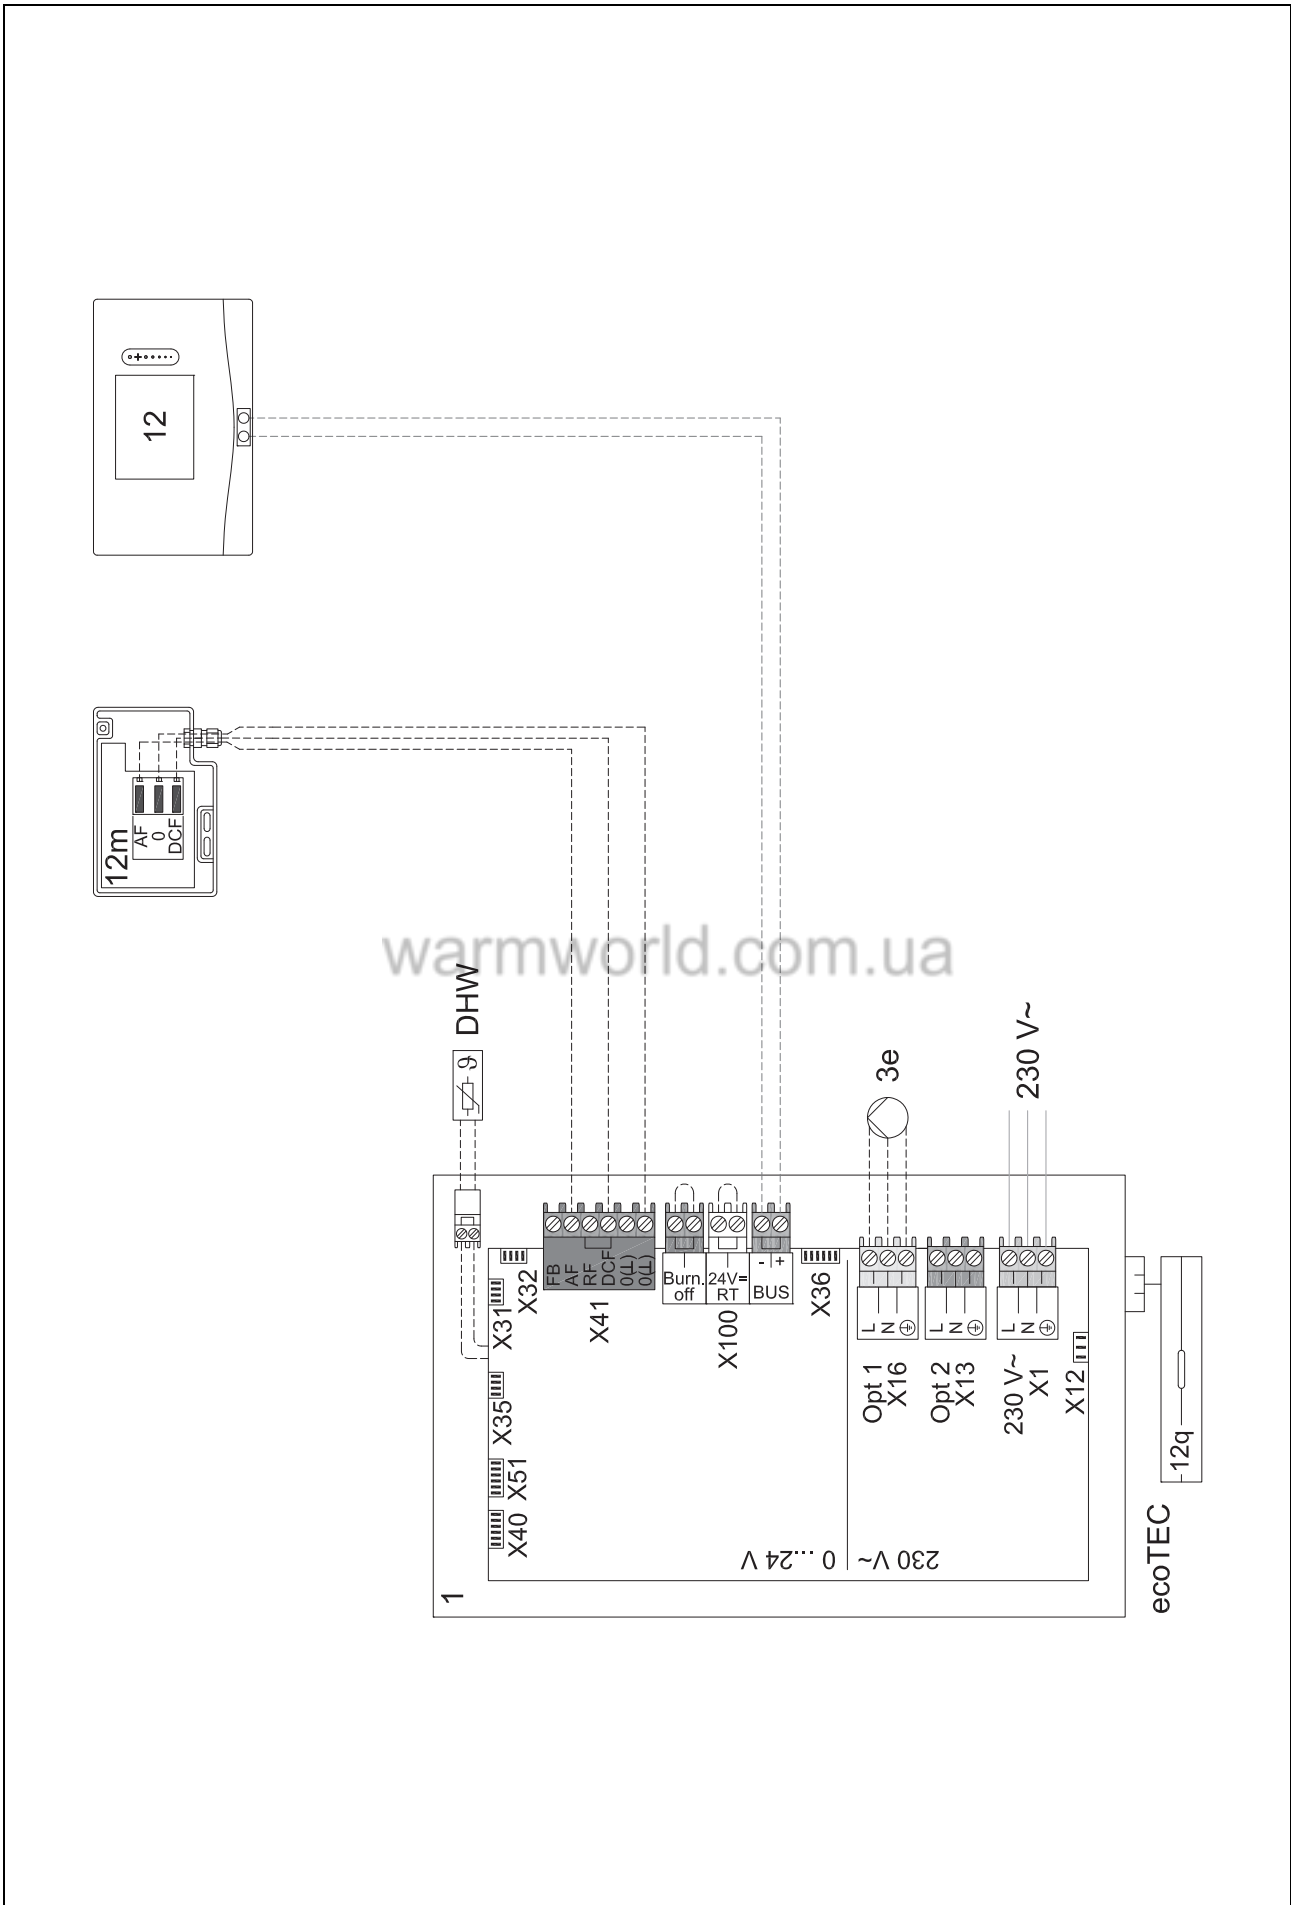 12
12m
AF
0
DCF
warmworld.com.ua
DHW
ϑ
3e
230 V~
1
X32
X31
X35
X51
X40
FB
AF
RF
DCF
0(⊥)
0(⊥)
X41
Burn.
off
24V=
RT
X100
- +
BUS
X36
L
N
Opt 1
X16
L
N
Opt 2
X13
L
N
230 V~
X1
X12
0...24 V
230 V~
12q
ecoTEC